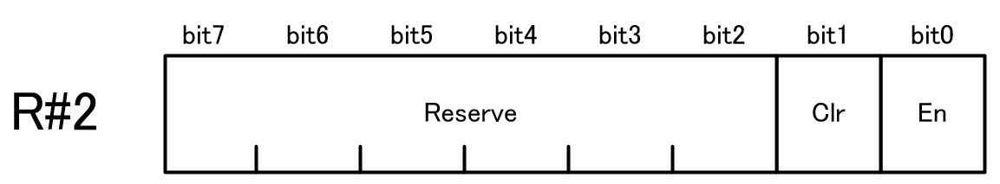 bit7 bit6 bit5 bit4 bit3 bit2 bit1 bit0
R#2 Reserve Clr En